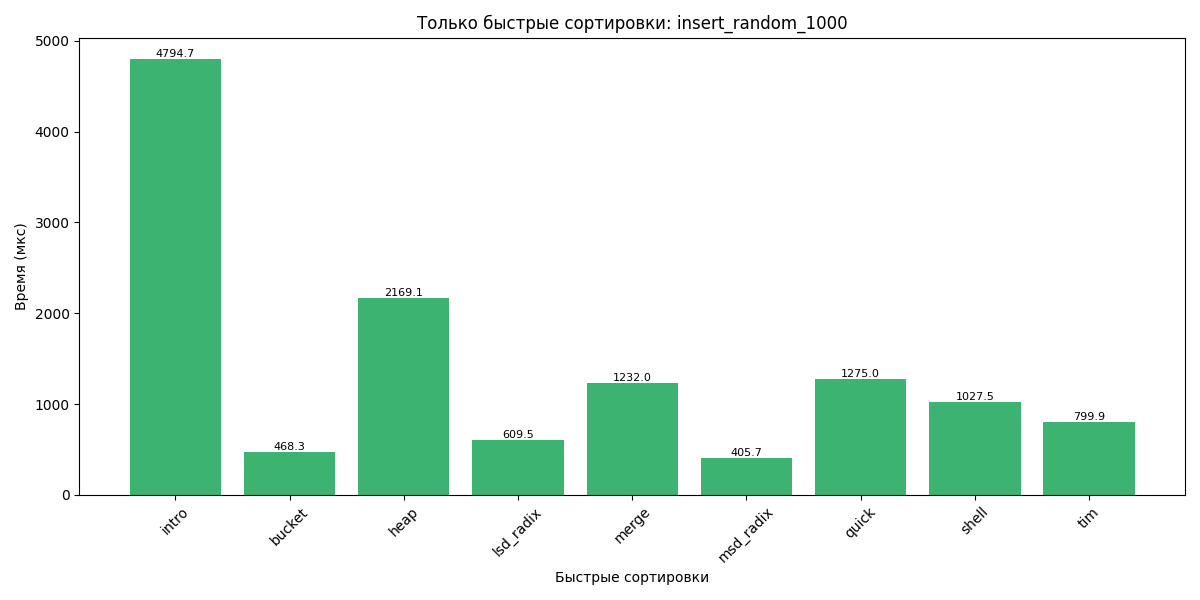 Только быстрые сортировки: insert_random_1000
Время (мкс)
5000
4000
3000
2000
1000
0
4794.7
468.3
2169.1
609.5
1232.0
405.7
1275.0
1027.5
799.9
intro
bucket
heap
lsd_radix
merge
msd_radix
quick
shell
tim
Быстрые сортировки